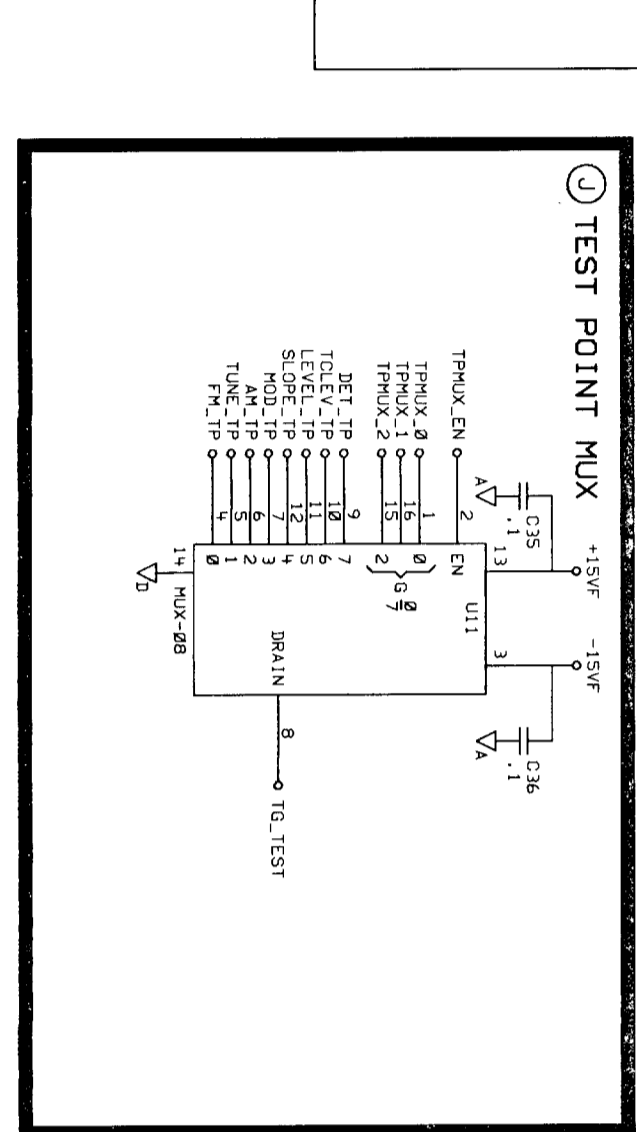 J TEST POINT MUX
+15VF
-15VF
C35
.1
A
C36
.1
A
13
3
U11
TPMUX_EN 2 EN
TPMUX_0 1 0
TPMUX_1 16
TPMUX_2 15 2
G 0
7
DET_TP 9 7
TCLEV_TP 10 6
LEVEL_TP 11 5
SLOPE_TP 12 4
MOD_TP 7 3
AM_TP 6 2
TUNE_TP 5 1
FM_TP 4 0
DRAIN 8 TG_TEST
14 MUX-08
D